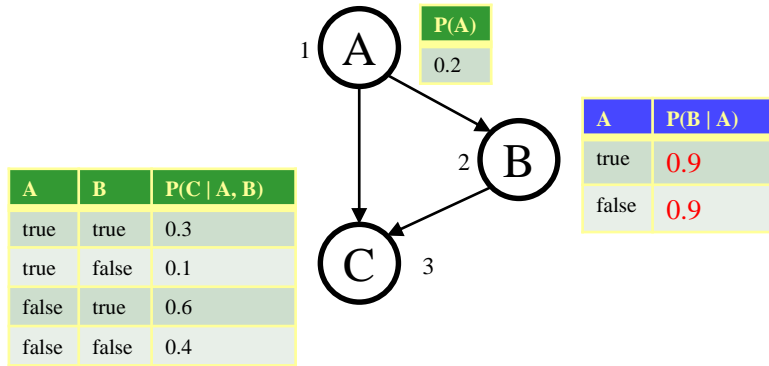 P(A)
1
A
0.2
A P(B | A)
true 0.9
2
B
false 0.9
A B P(C | A, B)
true true 0.3
true false 0.1
false true 0.6
false false 0.4
C
3